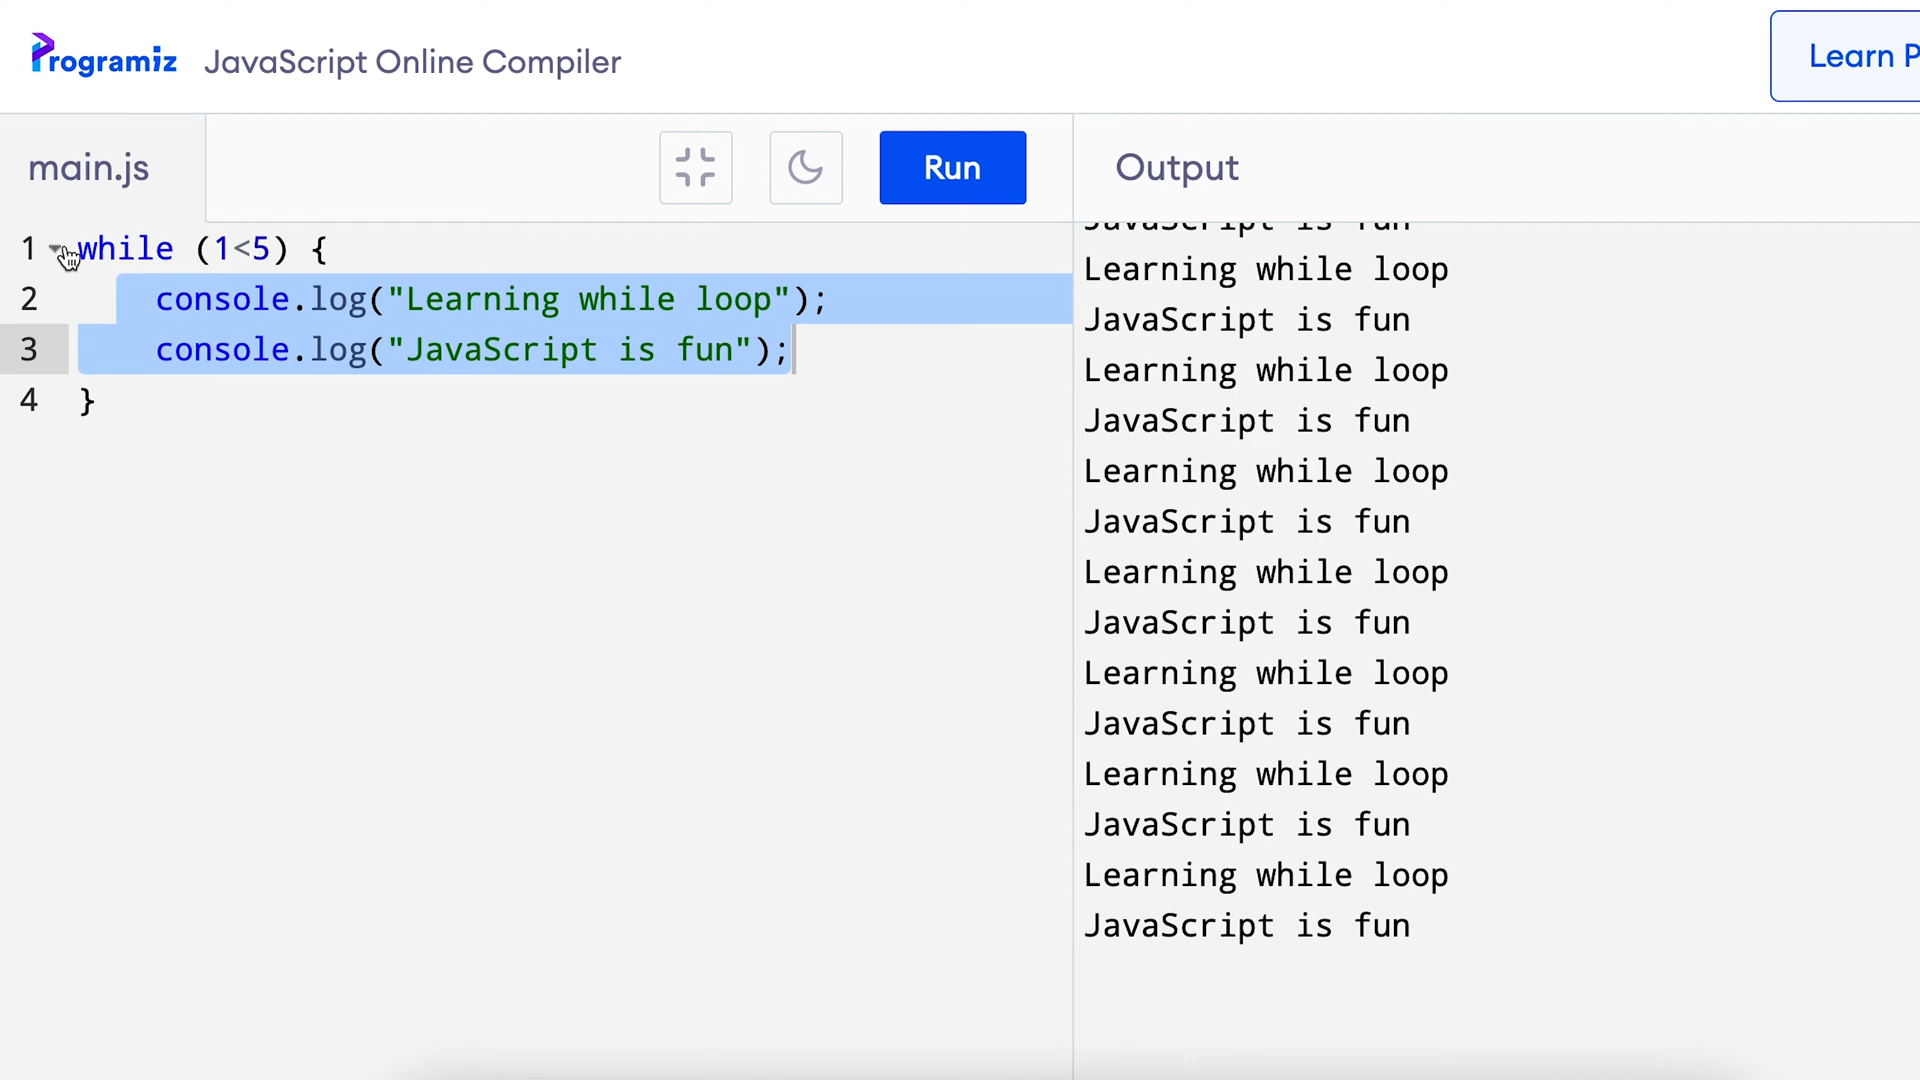 Programiz JavaScript Online Compiler
Learn P
main.js
Run
Output
1 while (1<5) {
2 console.log("Learning while loop");
3 console.log("JavaScript is fun");
4 }
JavaScript is fun
Learning while loop
JavaScript is fun
Learning while loop
JavaScript is fun
Learning while loop
JavaScript is fun
Learning while loop
JavaScript is fun
Learning while loop
JavaScript is fun
Learning while loop
JavaScript is fun
Learning while loop
JavaScript is fun